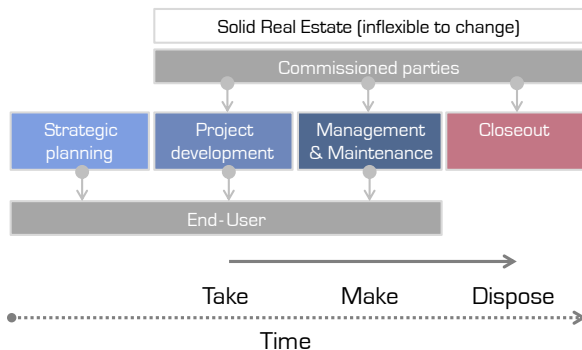 Solid Real Estate (inflexible to change)
Commissioned parties
Strategic
planning
Project
development
Management
& Maintenance
Closeout
End-User
Take
Make
Dispose
Time